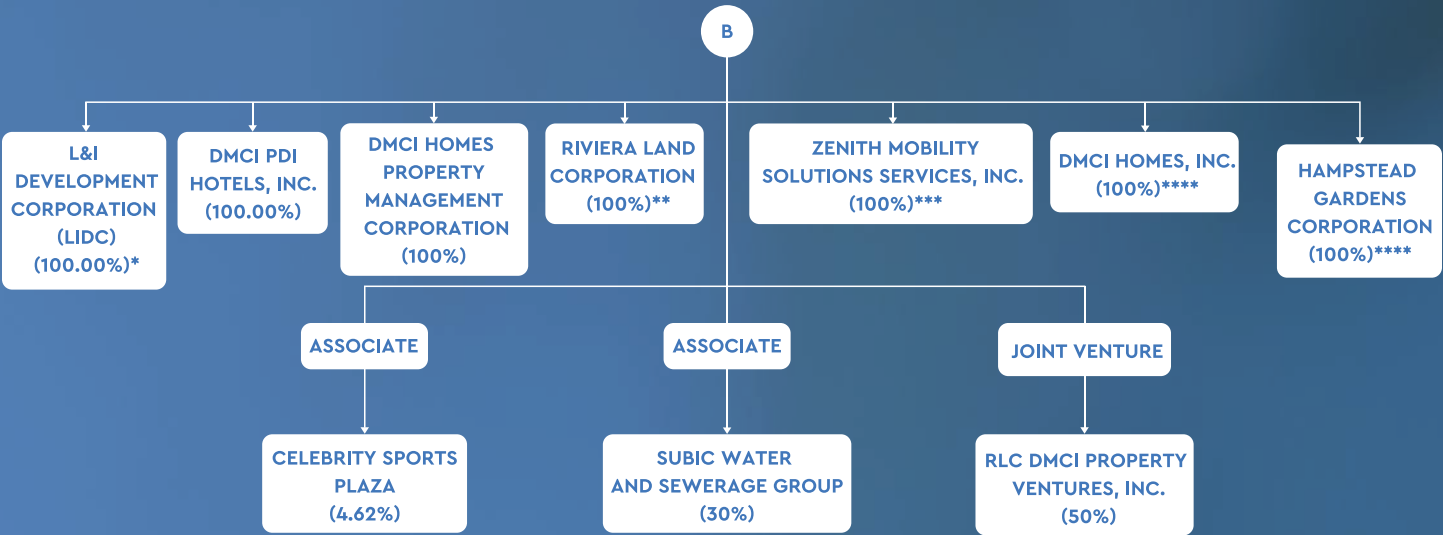 B
L&I
DEVELOPMENT
CORPORATION
(LIDC)
(100.00%)*
DMCI PDI
HOTELS, INC.
(100.00%)
DMCI HOMES
PROPERTY
MANAGEMENT
CORPORATION
(100%)
RIVIERA LAND
CORPORATION
(100%)**
ZENITH MOBILITY
SOLUTIONS SERVICES, INC.
(100%)***
DMCI HOMES, INC.
(100%)****
HAMPSTEAD
GARDENS
CORPORATION
(100%)****
ASSOCIATE
ASSOCIATE
JOINT VENTURE
CELEBRITY SPORTS
PLAZA
(4.62%)
SUBIC WATER
AND SEWERAGE GROUP
(30%)
RLC DMCI PROPERTY
VENTURES, INC.
(50%)